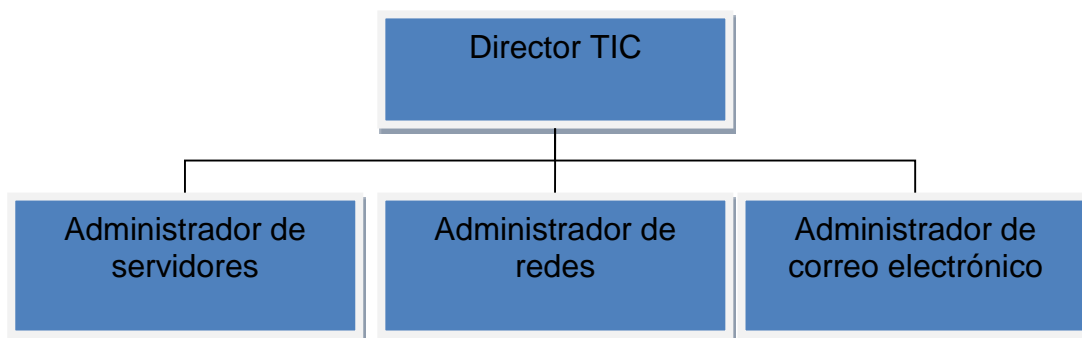 Director TIC
Administrador de
servidores
Administrador de
redes
Administrador de
correo electrónico